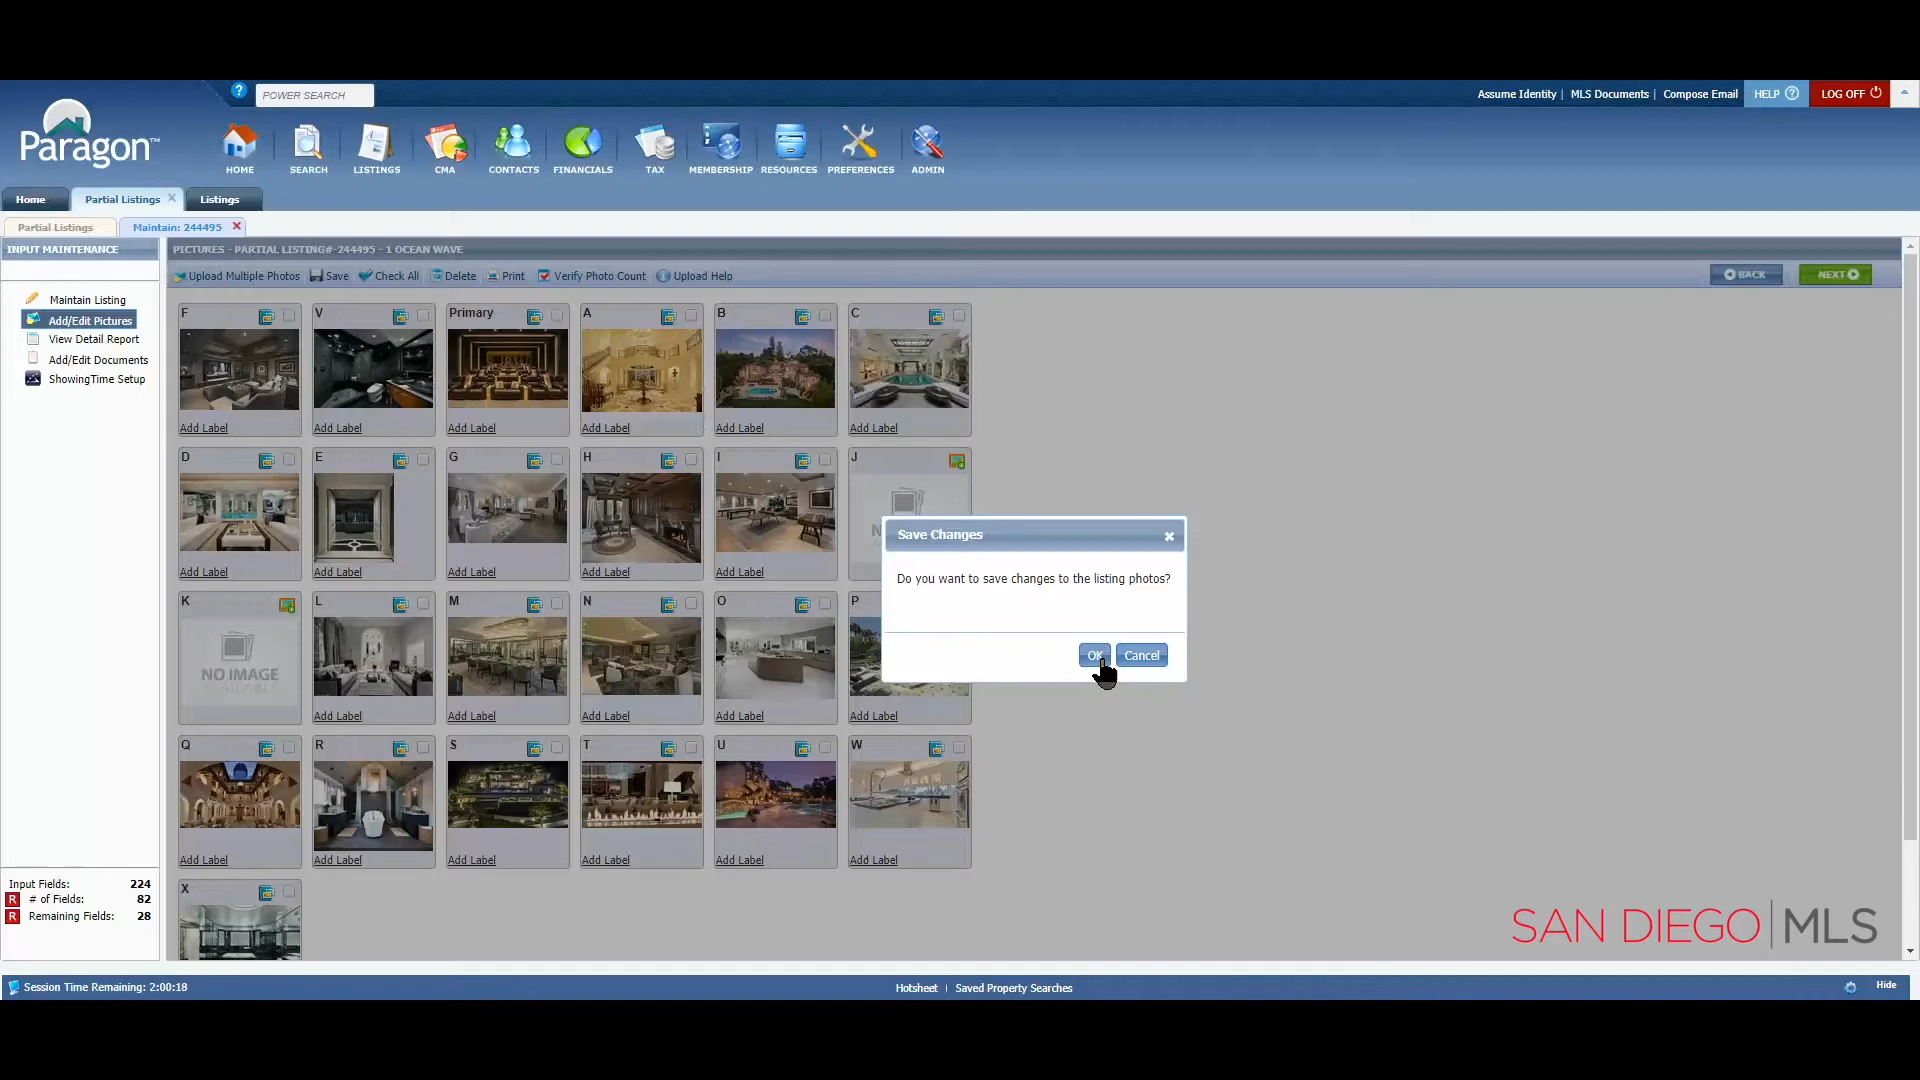 POWER SEARCH
Assume Identity | MLS Documents | Compose Email HELP LOG OFF
Paragon™
HOME SEARCH LISTINGS CMA CONTACTS FINANCIALS TAX MEMBERSHIP RESOURCES PREFERENCES ADMIN
Home Partial Listings Listings
Partial Listings Maintain: 244495
INPUT MAINTENANCE
PICTURES - PARTIAL LISTING#-244495 - 1 OCEAN WAVE
Upload Multiple Photos Save Check All Delete Print Verify Photo Count Upload Help BACK NEXT
Maintain Listing
Add/Edit Pictures
View Detail Report
Add/Edit Documents
ShowingTime Setup
F V Primary A B C
Add Label Add Label Add Label Add Label Add Label Add Label
D E G H I J
Add Label Add Label Add Label Add Label Add Label
Save Changes
Do you want to save changes to the listing photos?
OK Cancel
K L M N O P
NO IMAGE
Add Label Add Label Add Label Add Label Add Label
Q R S T U W
Add Label Add Label Add Label Add Label Add Label Add Label
X
Input Fields: 224
R # of Fields: 82
R Remaining Fields: 28
SAN DIEGO | MLS
Session Time Remaining: 2:00:18
Hotsheet | Saved Property Searches
Hide